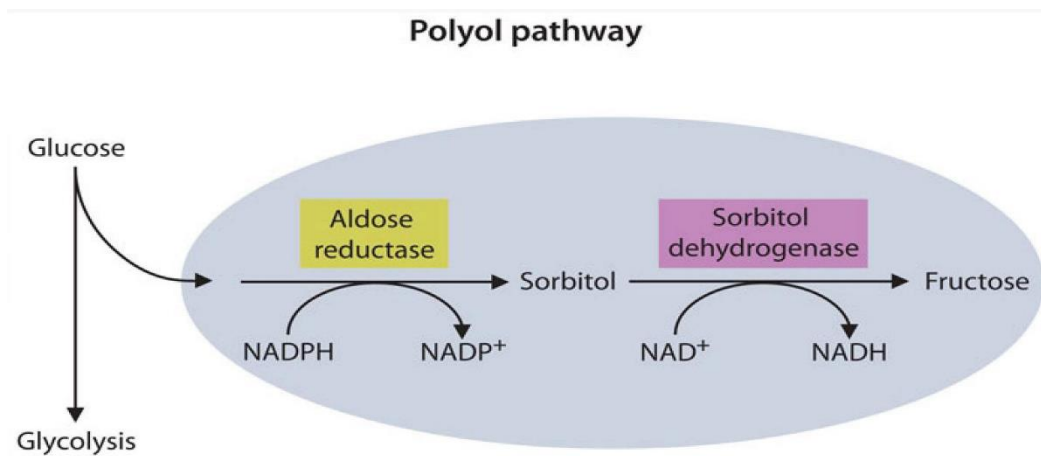 Polyol pathway
Glucose
Aldose
reductase
Sorbitol
dehydrogenase
Sorbitol
Fructose
NADPH
NADP+
NAD+
NADH
Glycolysis